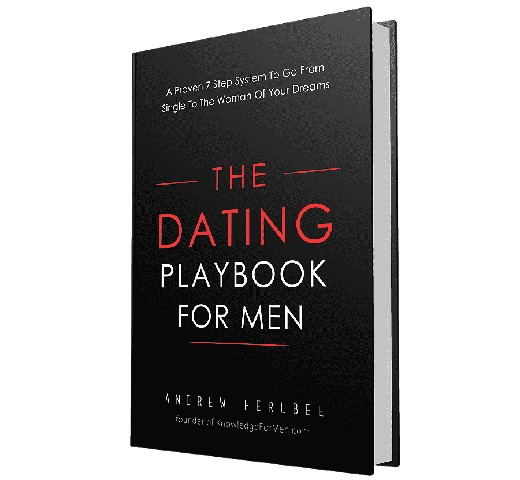 A Proven 7 Step System To Go From
Single To The Woman Of Your Dreams
THE
DATING
PLAYBOOK
FOR MEN
ANDREW FEREBEE
founder of KnowledgeForMen.com